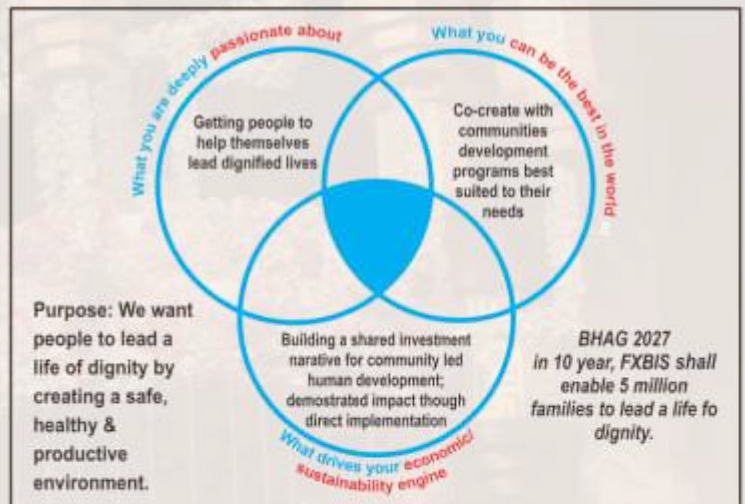 What you are deeply passionate about
Getting people to
help themselves
lead dignified lives
What you can be the best in the world
Co-create with
communities
development
programs best
suited to their
needs
Building a shared investment
narative for community led
human development;
demostrated impact though
direct implementation
What drives your economic/
sustainability engine
Purpose: We want
people to lead a
life of dignity by
creating a safe,
healthy &
productive
environment.
BHAG 2027
in 10 year, FXBIS shall
enable 5 million
families to lead a life fo
dignity.